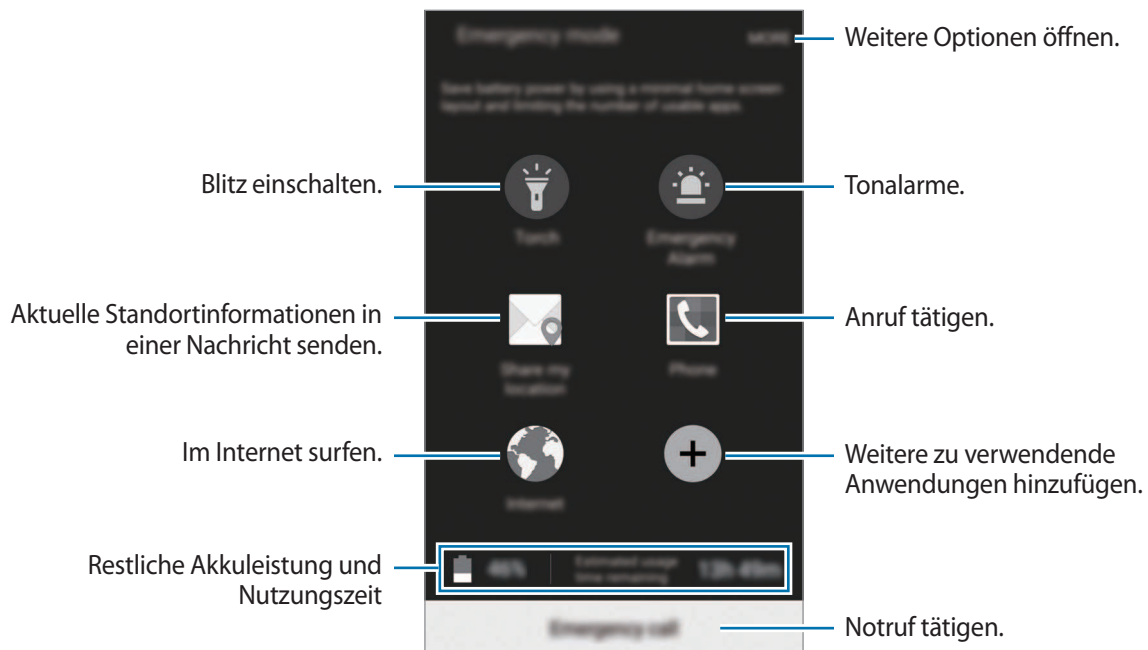 Emergency mode
MORE
Weitere Optionen öffnen.
Save battery power by using a minimal home screen
layout and limiting the number of usable apps.
Blitz einschalten.
Torch
Tonalarme.
Emergency
Alarm
Aktuelle Standortinformationen in
einer Nachricht senden.
Share my
location
Anruf tätigen.
Phone
Im Internet surfen.
Internet
Weitere zu verwendende
Anwendungen hinzufügen.
Restliche Akkuleistung und
Nutzungszeit
46%
Estimated usage
time remaining
13h 49m
Emergency call
Notruf tätigen.